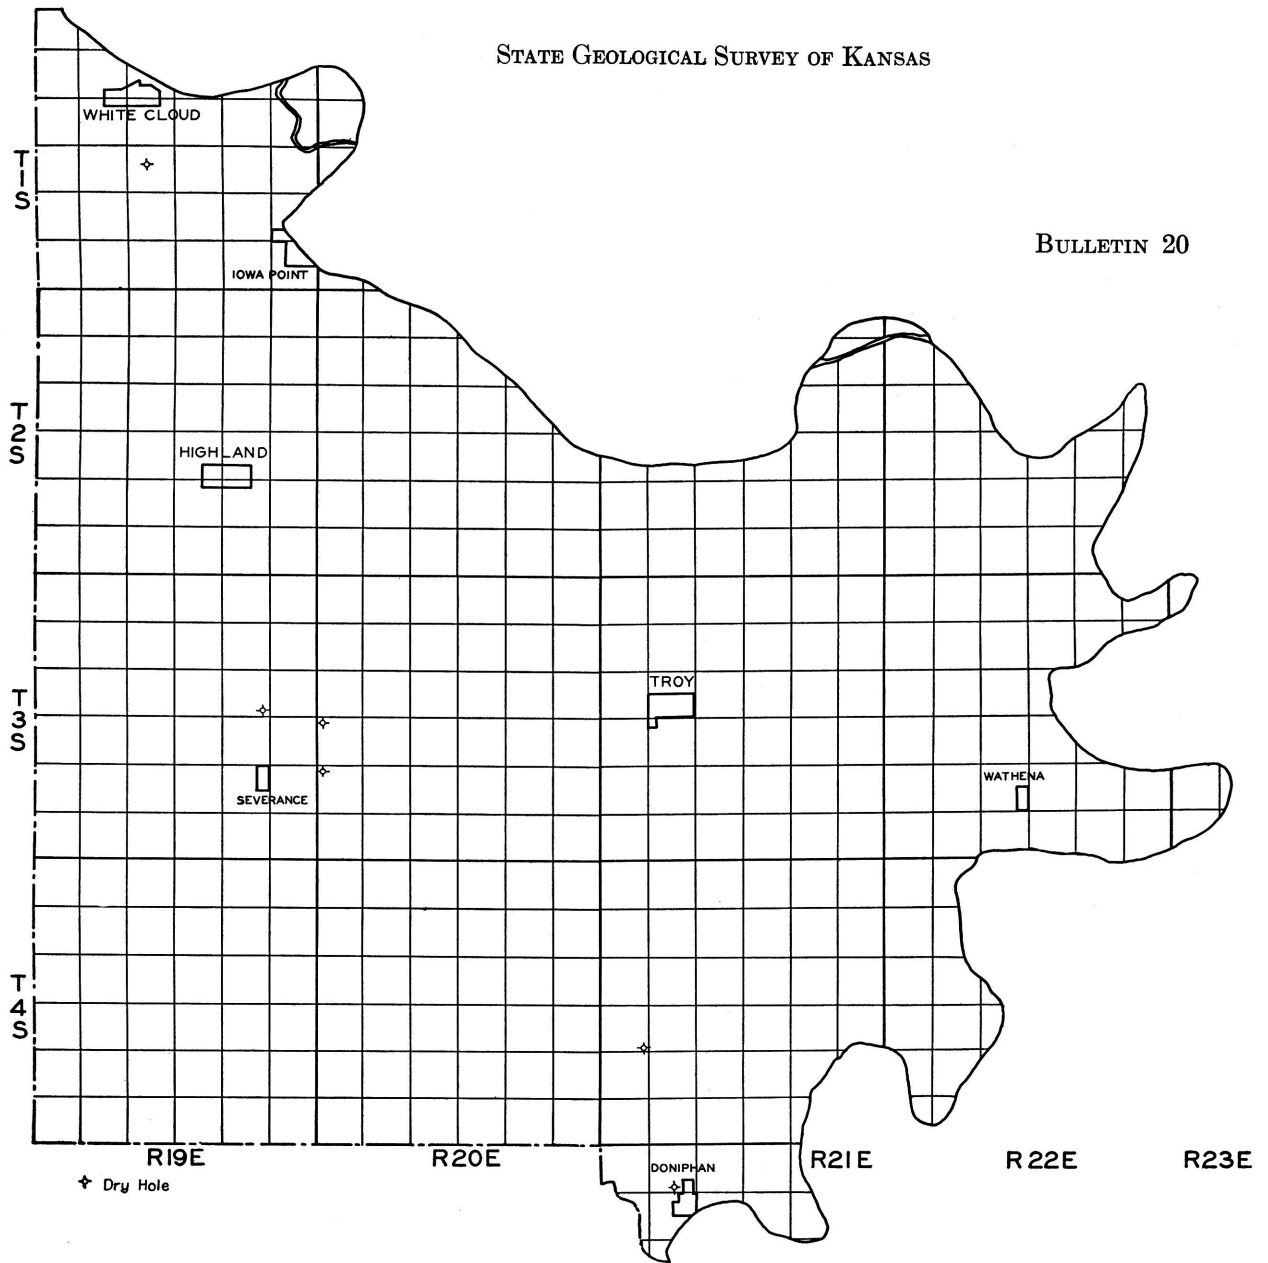 STATE GEOLOGICAL SURVEY OF KANSAS
WHITE CLOUD
T
1
S
BULLETIN 20
IOWA POINT
T
2
S
HIGHLAND
TROY
T
3
S
WATHENA
SEVERANCE
T
4
S
R19E
R20E
R21E
R22E
R23E
DONIPHAN
Dry Hole